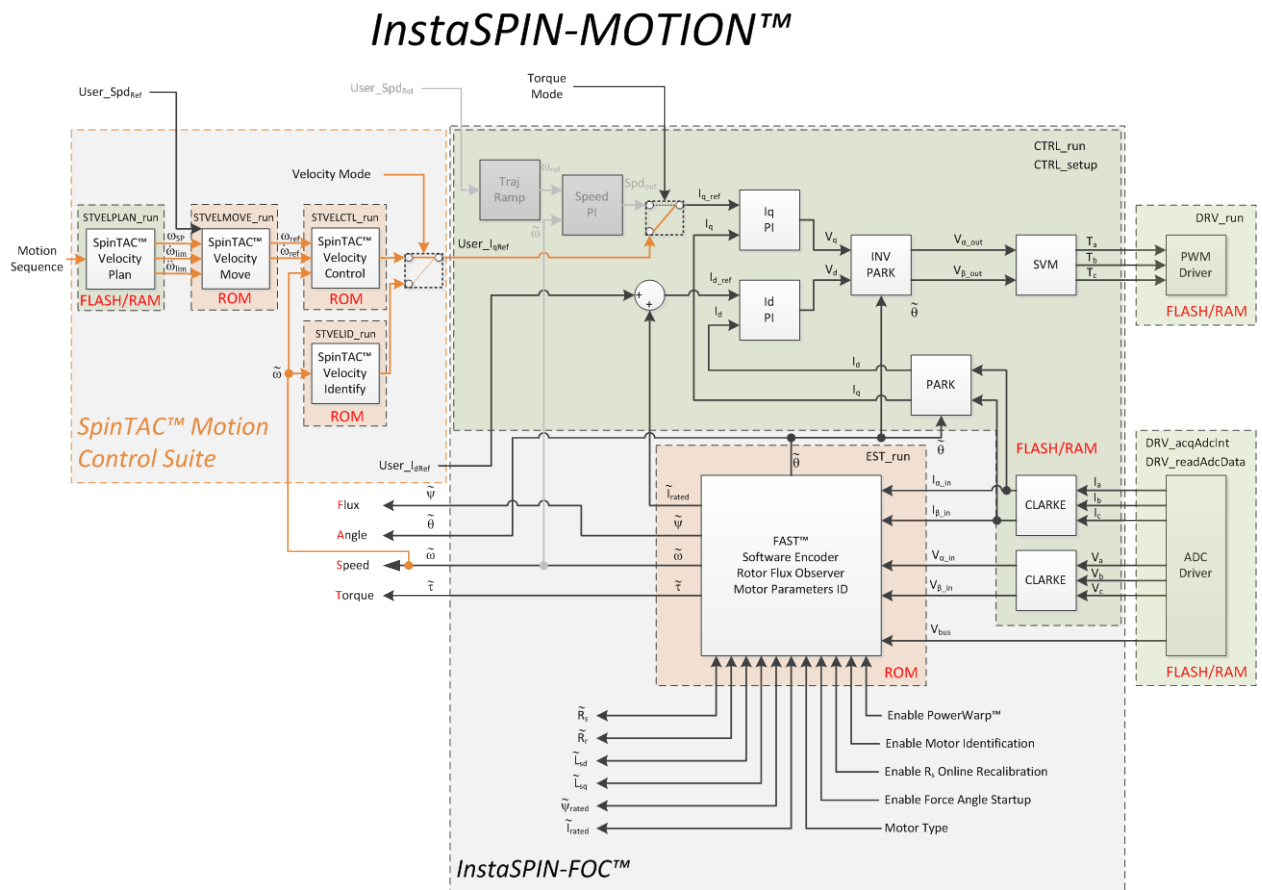 InstaSPIN-MOTION™
User_SpdRef
User_SpdRef
Torque
Mode
CTRL_run
CTRL_setup
Velocity Mode
Traj
Ramp
ωref
Speed
PI
Spdout
ω̃
Iq_ref
Iq
Iq
PI
Vq
Vd
INV
PARK
Vα_out
Vβ_out
SVM
Ta
Tb
Tc
DRV_run
PWM
Driver
FLASH/RAM
STVELPLAN_run
STVELMOVE_run
STVELCTL_run
Motion
Sequence
SpinTAC™
Velocity
Plan
ωSP
ω̇lim
ω̈lim
SpinTAC™
Velocity
Move
ωref
ω̇ref
SpinTAC™
Velocity
Control
User_IqRef
FLASH/RAM
ROM
ROM
Id_ref
Id
Id
PI
+
+
θ̃
STVELID_run
SpinTAC™
Velocity
Identify
ω̃
ROM
Id
Iq
PARK
SpinTAC™ Motion
Control Suite
User_IdRef
θ̃
θ̃
EST_run
FLASH/RAM
DRV_acqAdcInt
DRV_readAdcData
Flux
ψ̃
Angle
θ̃
Speed
ω̃
Torque
τ̃
Ĩrated
ψ̃
ω̃
τ̃
FAST™
Software Encoder
Rotor Flux Observer
Motor Parameters ID
Iα_in
Iβ_in
Vα_in
Vβ_in
Vbus
CLARKE
CLARKE
Ia
Ib
Ic
Va
Vb
Vc
ADC
Driver
ROM
FLASH/RAM
R̃s
R̃r
L̃sd
L̃sq
ψ̃rated
Ĩrated
Enable PowerWarp™
Enable Motor Identification
Enable Rs Online Recalibration
Enable Force Angle Startup
Motor Type
InstaSPIN-FOC™